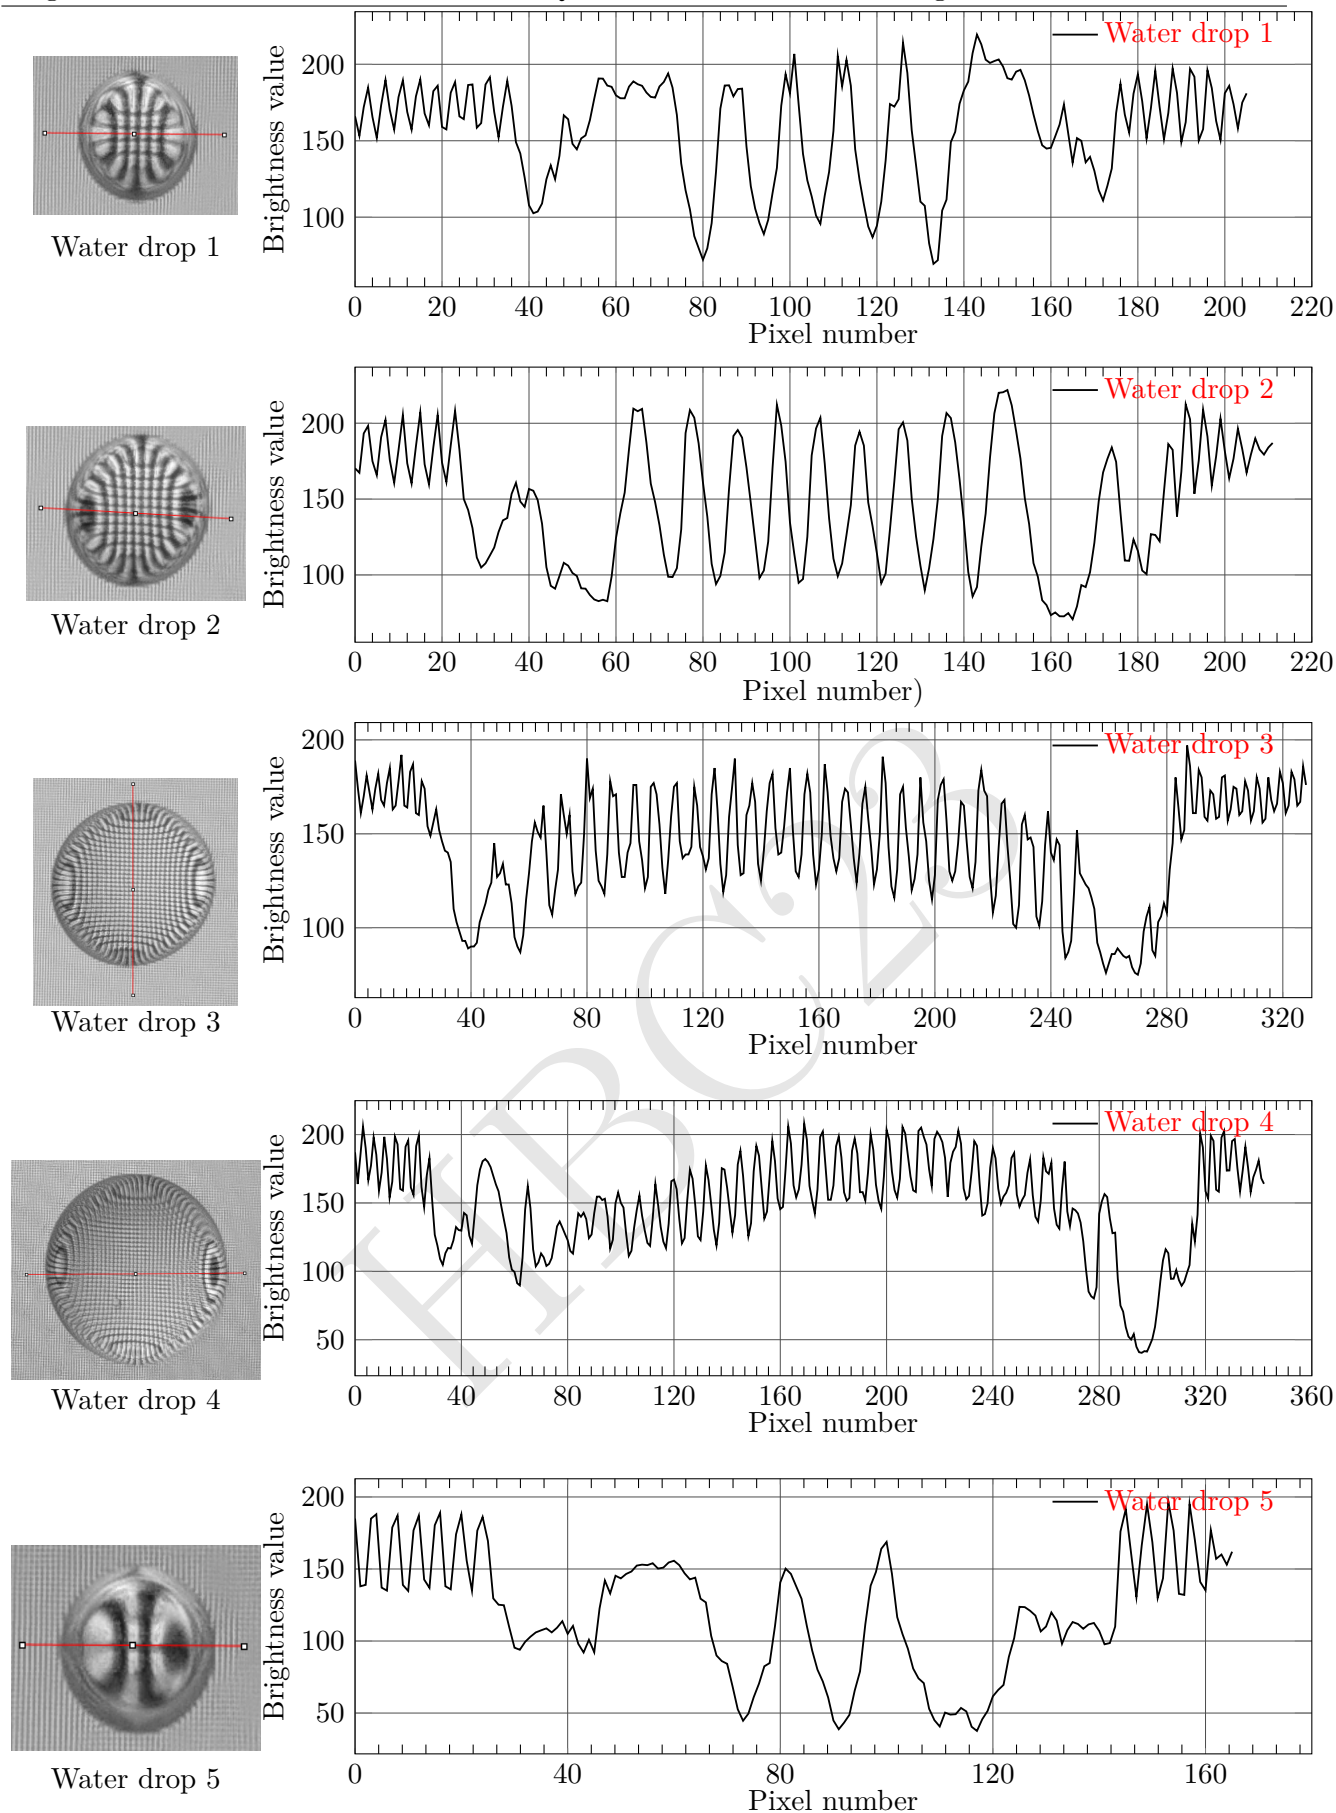 Water drop 1
200
150
100
Brightness value
0 20 40 60 80 100 120 140 160 180 200 220
Pixel number
Water drop 1
Water drop 2
200
150
100
Brightness value
0 20 40 60 80 100 120 140 160 180 200 220
Pixel number)
Water drop 2
Water drop 3
200
150
100
Brightness value
0 40 80 120 160 200 240 280 320
Pixel number
Water drop 3
Water drop 4
200
150
100
50
Brightness value
0 40 80 120 160 200 240 280 320 360
Pixel number
Water drop 4
Water drop 5
200
150
100
50
Brightness value
0 40 80 120 160
Pixel number
Water drop 5
HBC23